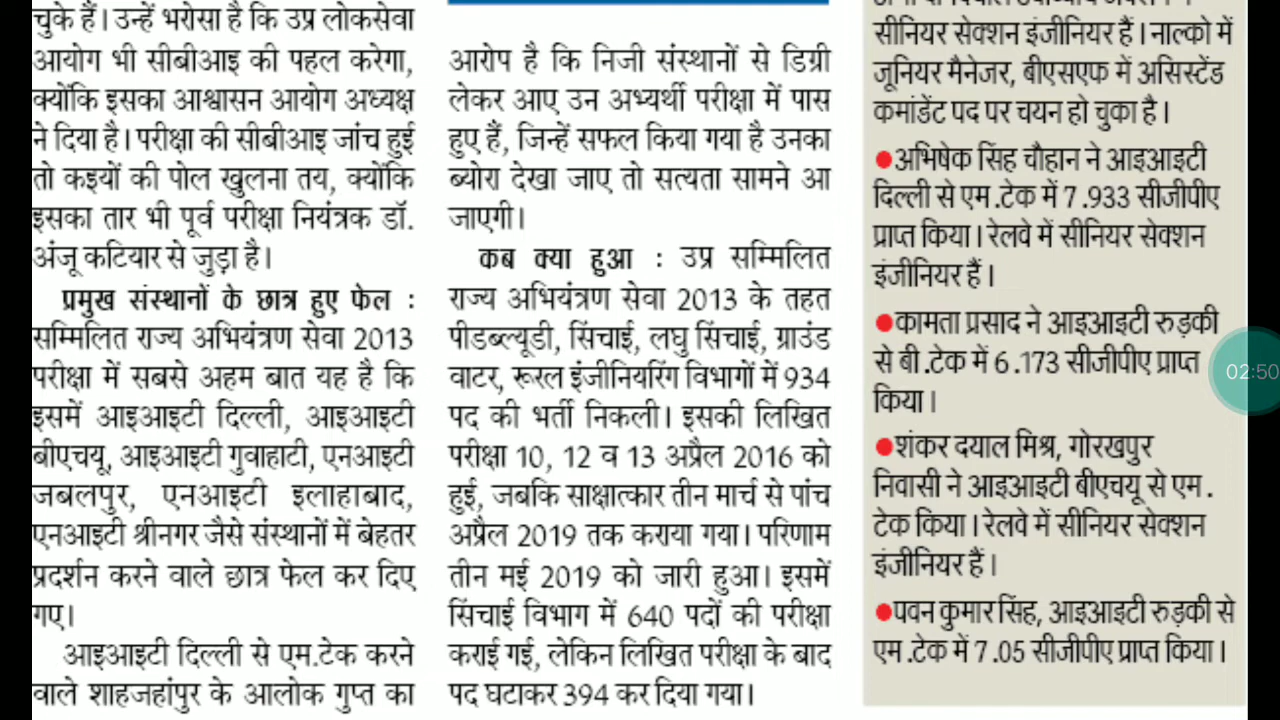 चुके हैं। उन्हें भरोसा है कि उप्र लोकसेवा
आयोग भी सीबीआइ की पहल करेगा,
क्योंकि इसका आश्वासन आयोग अध्यक्ष
ने दिया है। परीक्षा की सीबीआइ जांच हुई
तो कइयों की पोल खुलना तय, क्योंकि
इसका तार भी पूर्व परीक्षा नियंत्रक डॉ.
अंजू कटियार से जुड़ा है।
प्रमुख संस्थानों के छात्र हुए फेल :
सम्मिलित राज्य अभियंत्रण सेवा 2013
परीक्षा में सबसे अहम बात यह है कि
इसमें आइआइटी दिल्ली, आइआइटी
बीएचयू, आइआइटी गुवाहाटी, एनआइटी
जबलपुर, एनआइटी इलाहाबाद,
एनआइटी श्रीनगर जैसे संस्थानों में बेहतर
प्रदर्शन करने वाले छात्र फेल कर दिए
गए।
आइआइटी दिल्ली से एम.टेक करने
वाले शाहजहांपुर के आलोक गुप्त का
आरोप है कि निजी संस्थानों से डिग्री
लेकर आए उन अभ्यर्थी परीक्षा में पास
हुए हैं, जिन्हें सफल किया गया है उनका
ब्योरा देखा जाए तो सत्यता सामने आ
जाएगी।
कब क्या हुआ : उप्र सम्मिलित
राज्य अभियंत्रण सेवा 2013 के तहत
पीडब्ल्यूडी, सिंचाई, लघु सिंचाई, ग्राउंड
वाटर, रूरल इंजीनियरिंग विभागों में 934
पद की भर्ती निकली। इसकी लिखित
परीक्षा 10, 12 व 13 अप्रैल 2016 को
हुई, जबकि साक्षात्कार तीन मार्च से पांच
अप्रैल 2019 तक कराया गया। परिणाम
तीन मई 2019 को जारी हुआ। इसमें
सिंचाई विभाग में 640 पदों की परीक्षा
कराई गई, लेकिन लिखित परीक्षा के बाद
पद घटाकर 394 कर दिया गया।
सीनियर सेक्शन इंजीनियर हैं। नाल्को में
जूनियर मैनेजर, बीएसएफ में असिस्टेंड
कमांडेंट पद पर चयन हो चुका है।
●अभिषेक सिंह चौहान ने आइआइटी
दिल्ली से एम.टेक में 7.933 सीजीपीए
प्राप्त किया। रेलवे में सीनियर सेक्शन
इंजीनियर हैं।
●कामता प्रसाद ने आइआइटी रुड़की
से बी.टेक में 6.173 सीजीपीए प्राप्त
किया।
●शंकर दयाल मिश्र, गोरखपुर
निवासी ने आइआइटी बीएचयू से एम.
टेक किया। रेलवे में सीनियर सेक्शन
इंजीनियर हैं।
●पवन कुमार सिंह, आइआइटी रुड़की से
एम.टेक में 7.05 सीजीपीए प्राप्त किया।
02:50